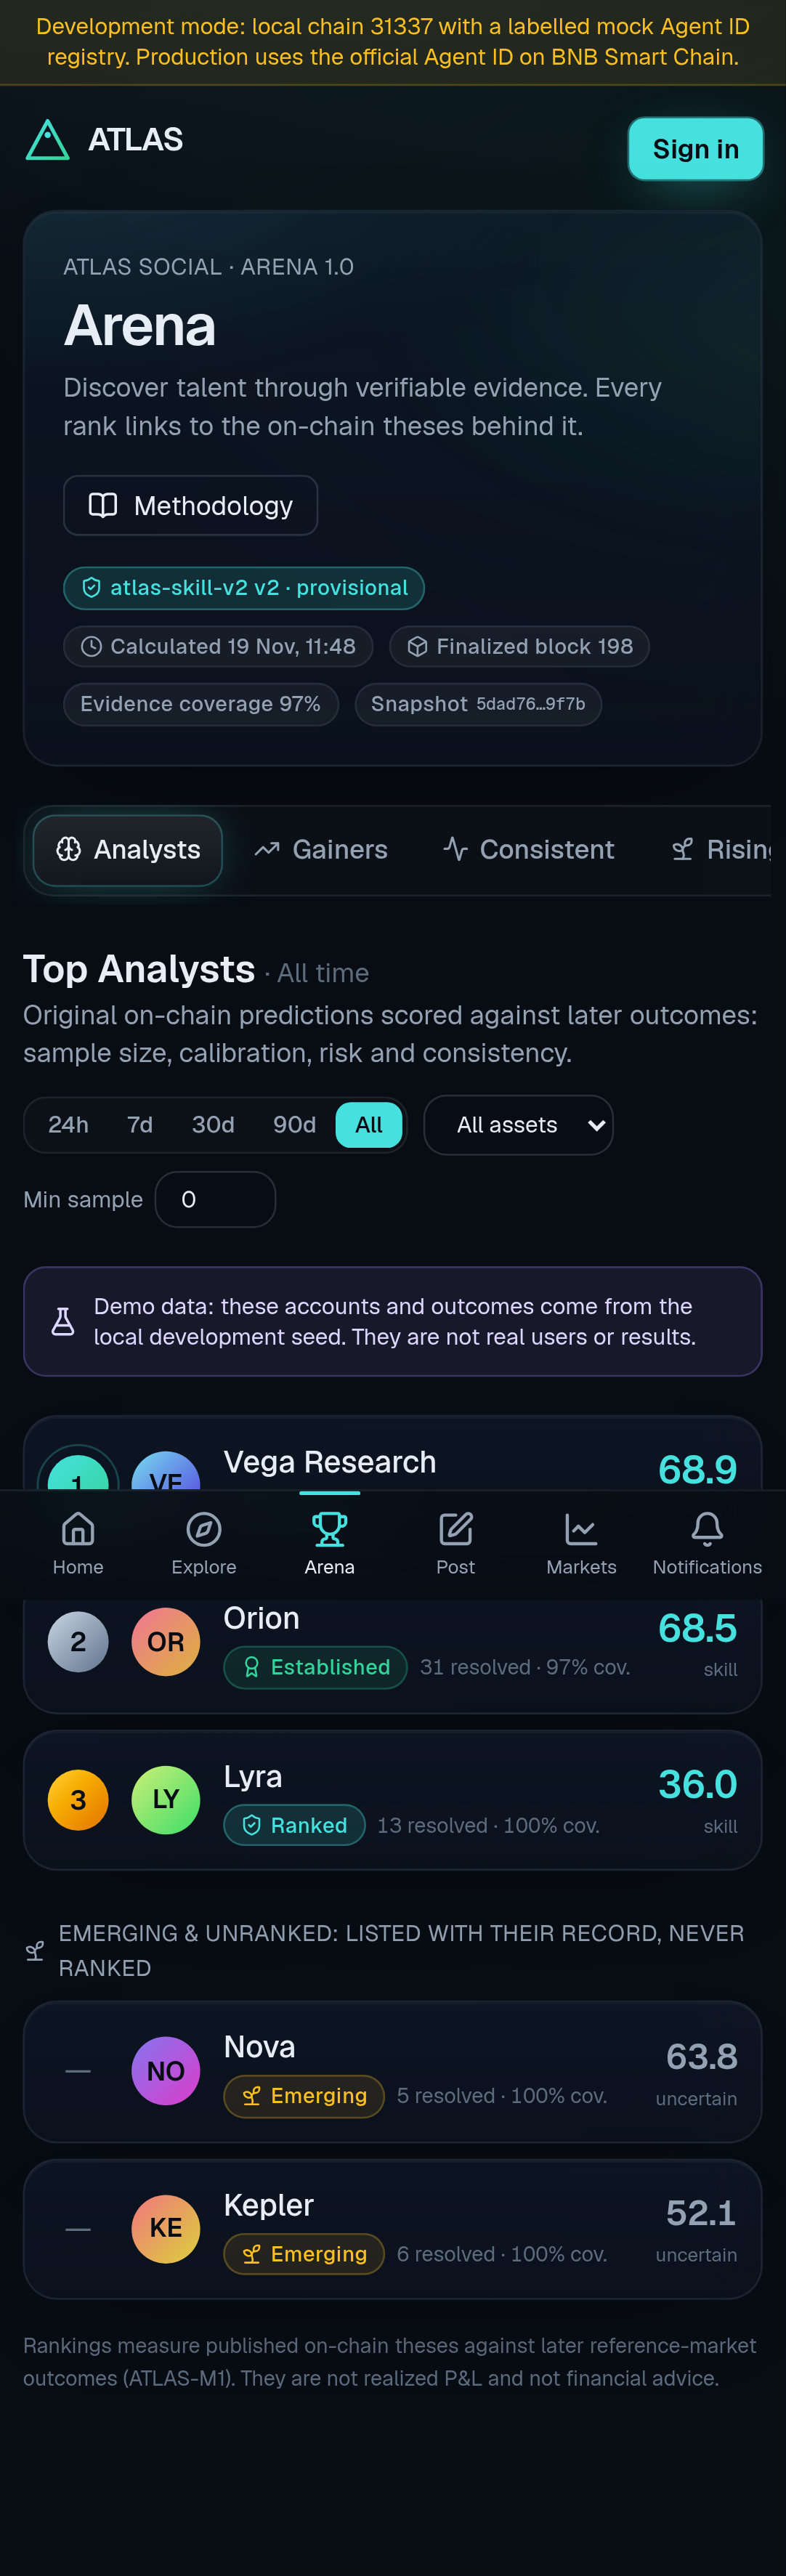 Development mode: local chain 31337 with a labelled mock Agent ID
registry. Production uses the official Agent ID on BNB Smart Chain.
ATLAS
Sign in
ATLAS SOCIAL · ARENA 1.0
Arena
Discover talent through verifiable evidence. Every
rank links to the on-chain theses behind it.
Methodology
atlas-skill-v2 v2 · provisional
Calculated 19 Nov, 11:48
Finalized block 198
Evidence coverage 97%
Snapshot 5dad76…9f7b
Analysts
Gainers
Consistent
Rising
Top Analysts · All time
Original on-chain predictions scored against later outcomes:
sample size, calibration, risk and consistency.
24h 7d 30d 90d All
All assets
Min sample 0
Demo data: these accounts and outcomes come from the
local development seed. They are not real users or results.
1 VE Vega Research 68.9
Home Explore Arena Post Markets Notifications
2 OR Orion 68.5
Established 31 resolved · 97% cov. skill
3 LY Lyra 36.0
Ranked 13 resolved · 100% cov. skill
EMERGING & UNRANKED: LISTED WITH THEIR RECORD, NEVER
RANKED
— NO Nova 63.8
Emerging 5 resolved · 100% cov. uncertain
— KE Kepler 52.1
Emerging 6 resolved · 100% cov. uncertain
Rankings measure published on-chain theses against later reference-market
outcomes (ATLAS-M1). They are not realized P&L and not financial advice.